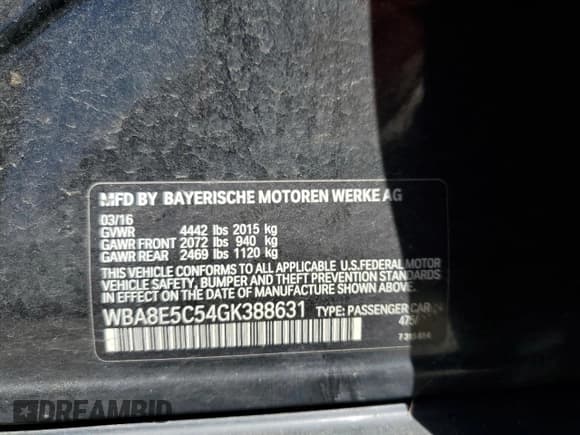 MFD BY BAYERISCHE MOTOREN WERKE AG
03/16
GVWR 4442 lbs 2015 kg
GAWR FRONT 2072 lbs 940 kg
GAWR REAR 2469 lbs 1120 kg
THIS VEHICLE CONFORMS TO ALL APPLICABLE U.S.FEDERAL MOTOR
VEHICLE SAFETY, BUMPER AND THEFT PREVENTION STANDARDS
IN EFFECT ON THE DATE OF MANUFACTURE SHOWN ABOVE.
WBA8E5C54GK388631 TYPE: PASSENGER CAR
475/
DREAMBID